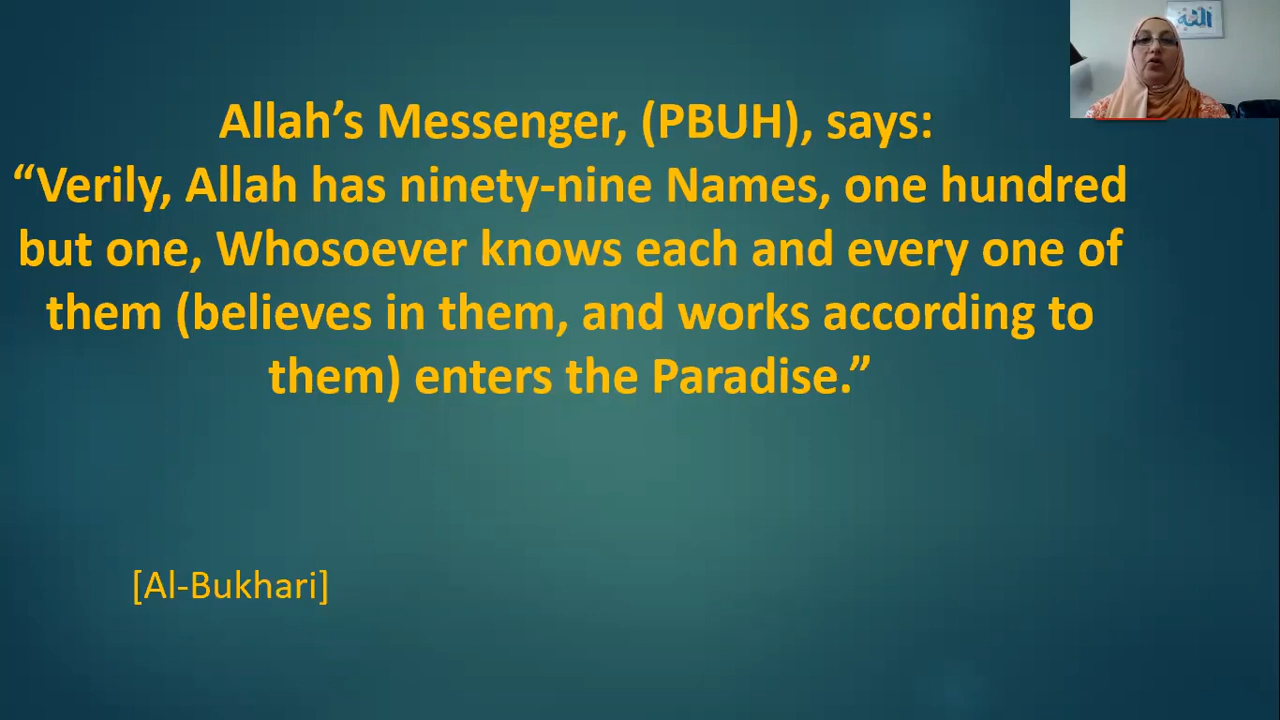 Allah’s Messenger, (PBUH), says:
“Verily, Allah has ninety-nine Names, one hundred
but one, Whosoever knows each and every one of
them (believes in them, and works according to
them) enters the Paradise.”
[Al-Bukhari]
الله